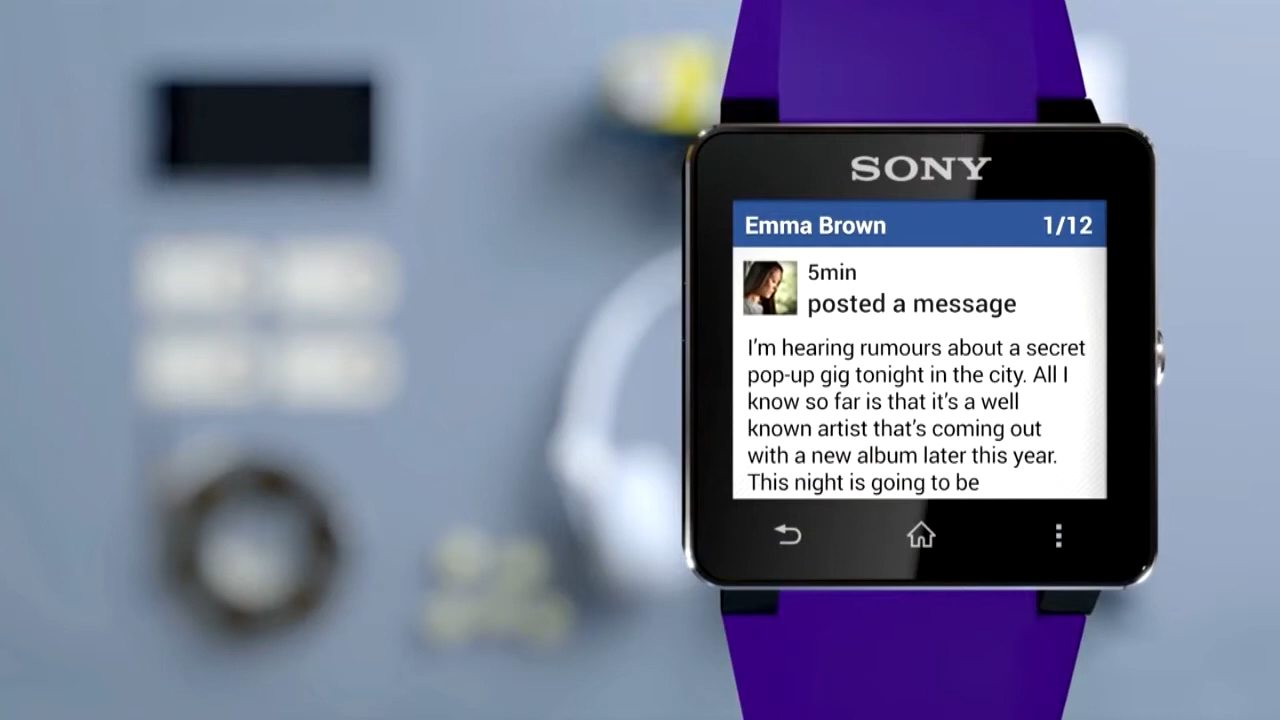 SONY
Emma Brown 1/12
5min
posted a message
I'm hearing rumours about a secret
pop-up gig tonight in the city. All I
know so far is that it's a well
known artist that's coming out
with a new album later this year.
This night is going to be